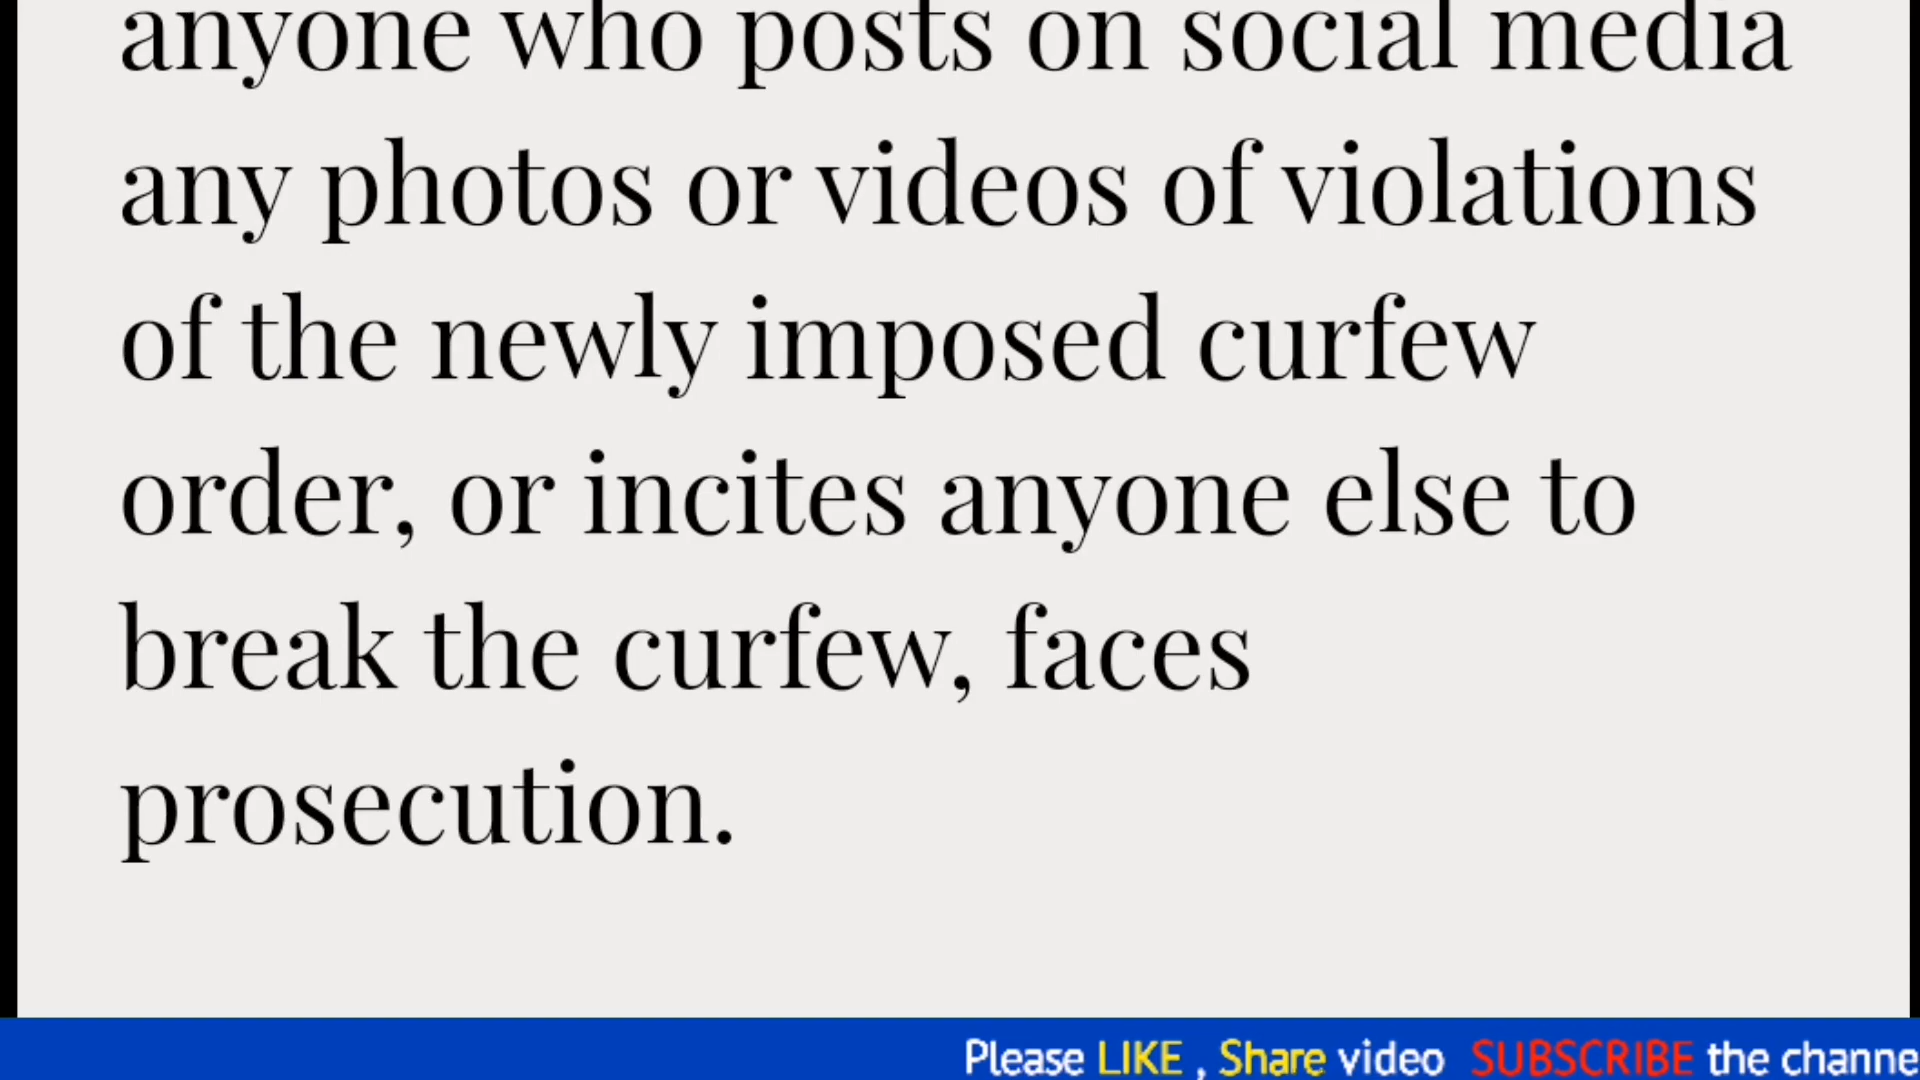 anyone who posts on social media
any photos or videos of violations
of the newly imposed curfew
order, or incites anyone else to
break the curfew, faces
prosecution.
Please LIKE , Share video SUBSCRIBE the channe